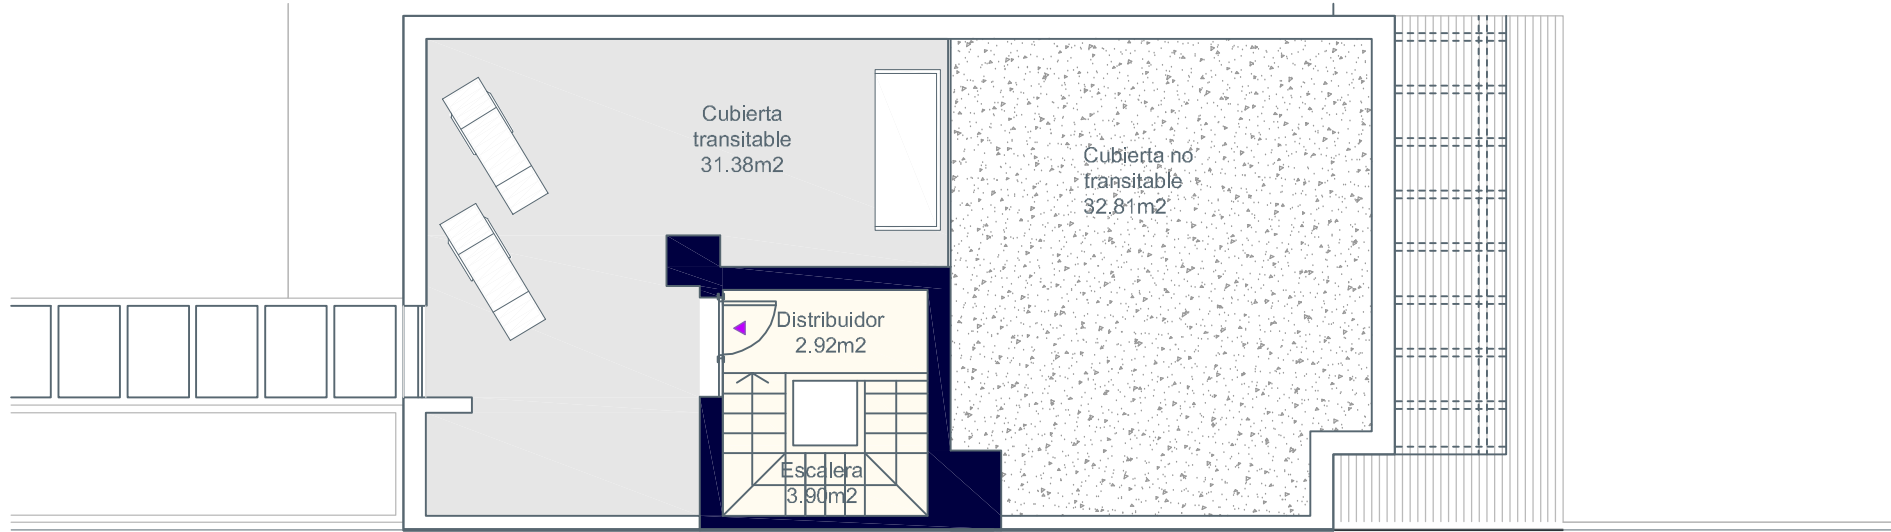 Cubierta
transitable
31.38m2
Cubierta no
transitable
32.81m2
Distribuidor
2.92m2
Escalera
3.90m2